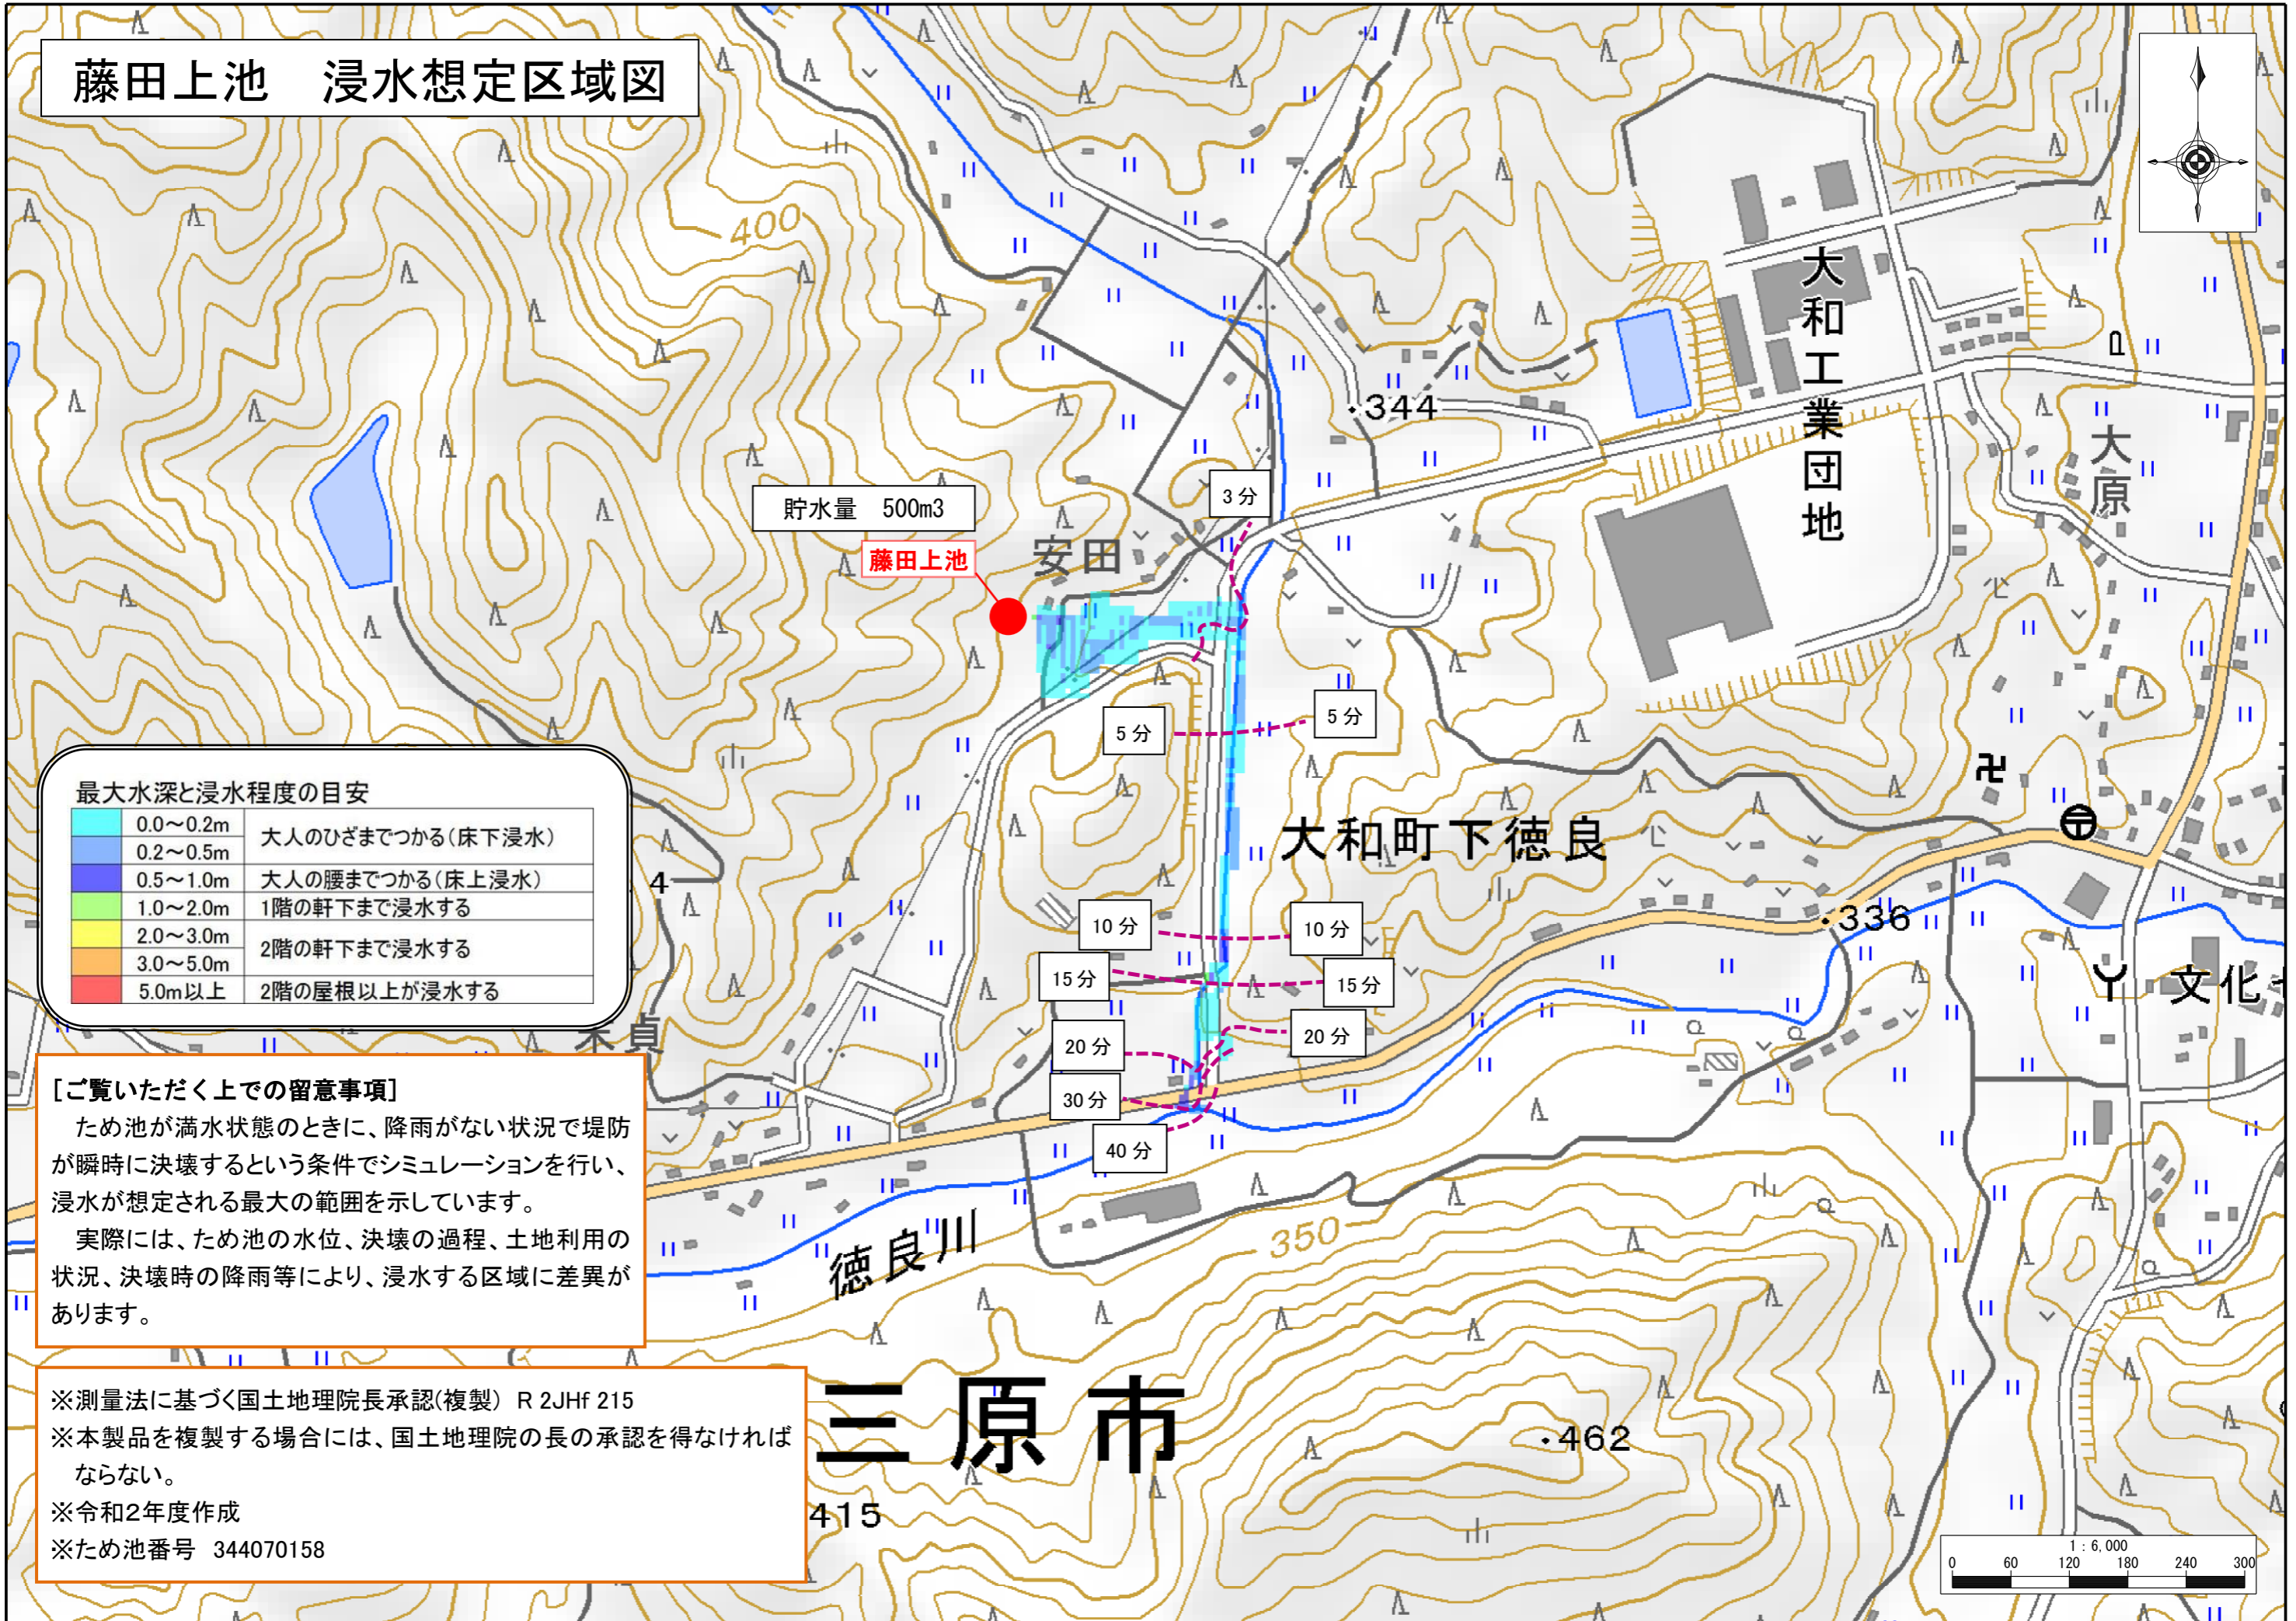 藤田上池 浸水想定区域図
400
大和工業団地
344
大原
3分
貯水量 500m3
藤田上池
安田
5分
5分
最大水深と浸水程度の目安
0.0～0.2m
大人のひざまでつかる(床下浸水)
0.2～0.5m
0.5～1.0m 大人の腰までつかる(床上浸水)
1.0～2.0m 1階の軒下まで浸水する
2.0～3.0m
2階の軒下まで浸水する
3.0～5.0m
5.0m以上 2階の屋根以上が浸水する
4
大和町下徳良
卍
336
10分
10分
15分
15分
文化
20分
20分
30分
40分
貞
[ご覧いただく上での留意事項]
ため池が満水状態のときに、降雨がない状況で堤防
が瞬時に決壊するという条件でシミュレーションを行い、
浸水が想定される最大の範囲を示しています。
実際には、ため池の水位、決壊の過程、土地利用の
状況、決壊時の降雨等により、浸水する区域に差異が
あります。
徳良川
350
※測量法に基づく国土地理院長承認(複製) R 2JHf 215
※本製品を複製する場合には、国土地理院の長の承認を得なければ
ならない。
※令和2年度作成
※ため池番号 344070158
三原市
462
415
1 : 6,000
0 60 120 180 240 300